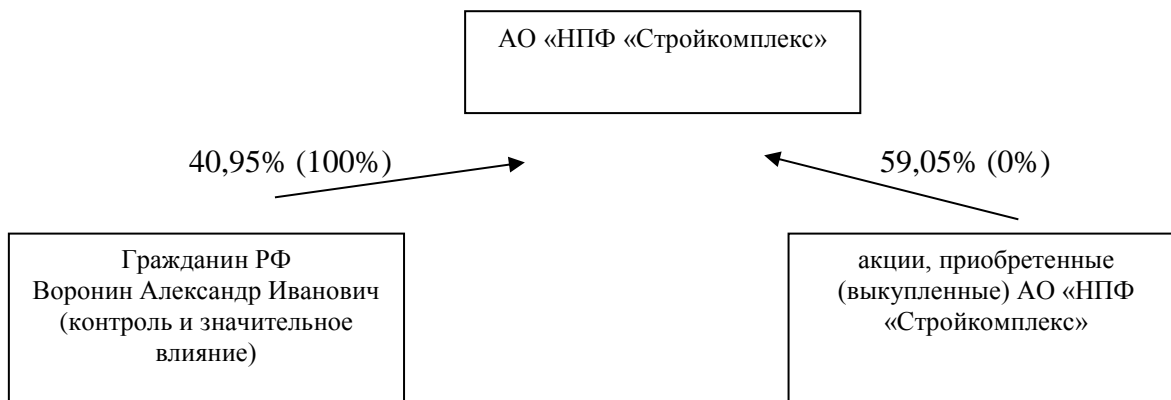 АО «НПФ «Стройкомплекс»
40,95% (100%)
59,05% (0%)
Гражданин РФ
Воронин Александр Иванович
(контроль и значительное
влияние)
акции, приобретенные
(выкупленные) АО «НПФ
«Стройкомплекс»